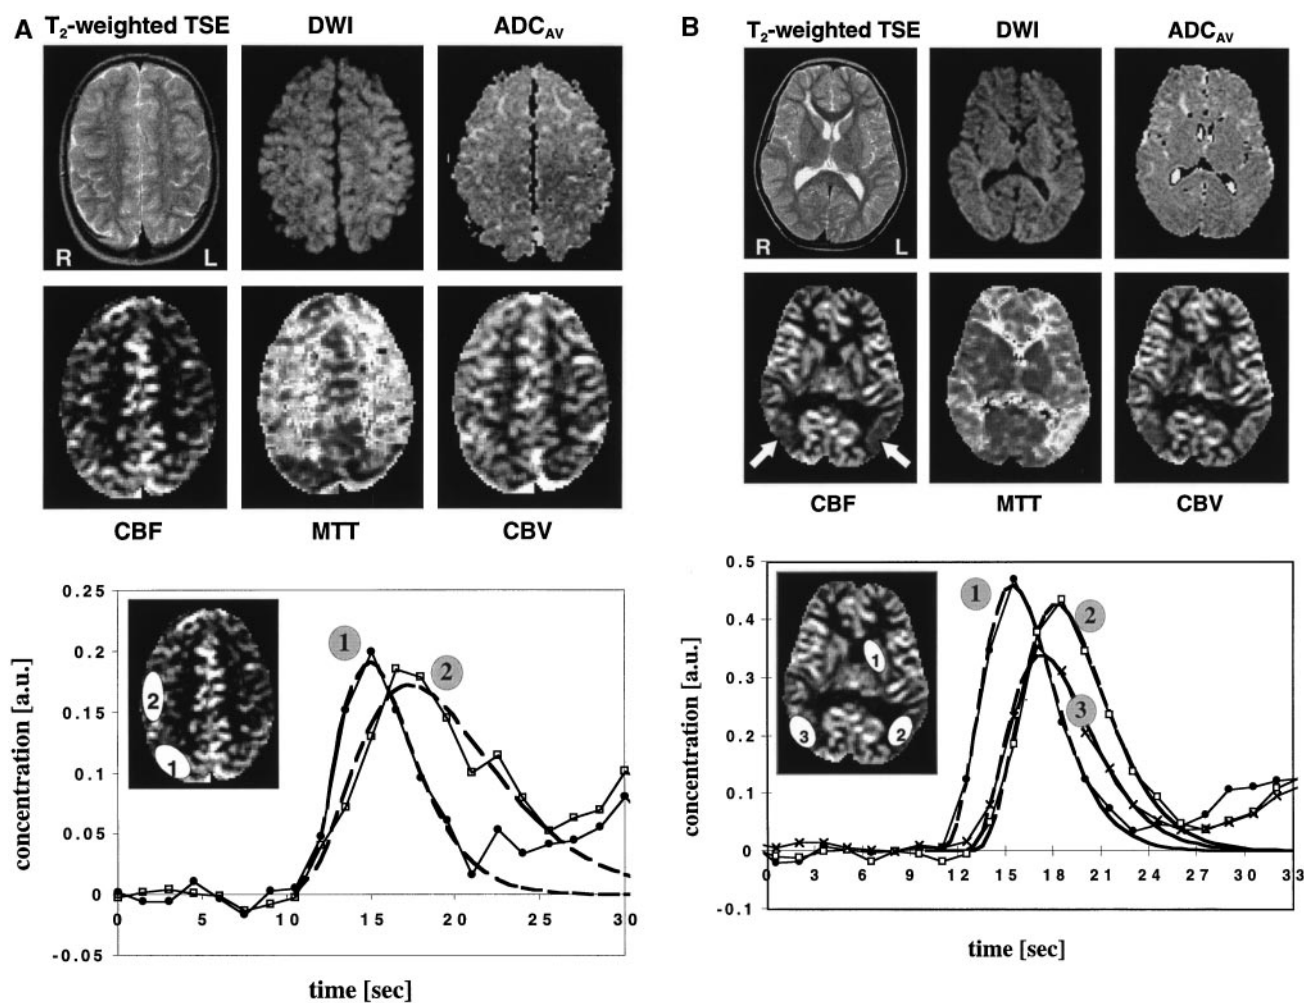 A
T2-weighted TSE
DWI
ADCAV
R
L
CBF
MTT
CBV
0.25
0.2
0.15
0.1
0.05
0
-0.05
concentration [a.u.]
1
2
2
1
0
5
10
15
20
25
30
time [sec]
B
T2-weighted TSE
DWI
ADCAV
R
L
CBF
MTT
CBV
0.5
0.4
0.3
0.2
0.1
0
-0.1
concentration [a.u.]
1
2
3
1
3
2
0
3
6
9
12
15
18
21
24
27
30
33
time [sec]